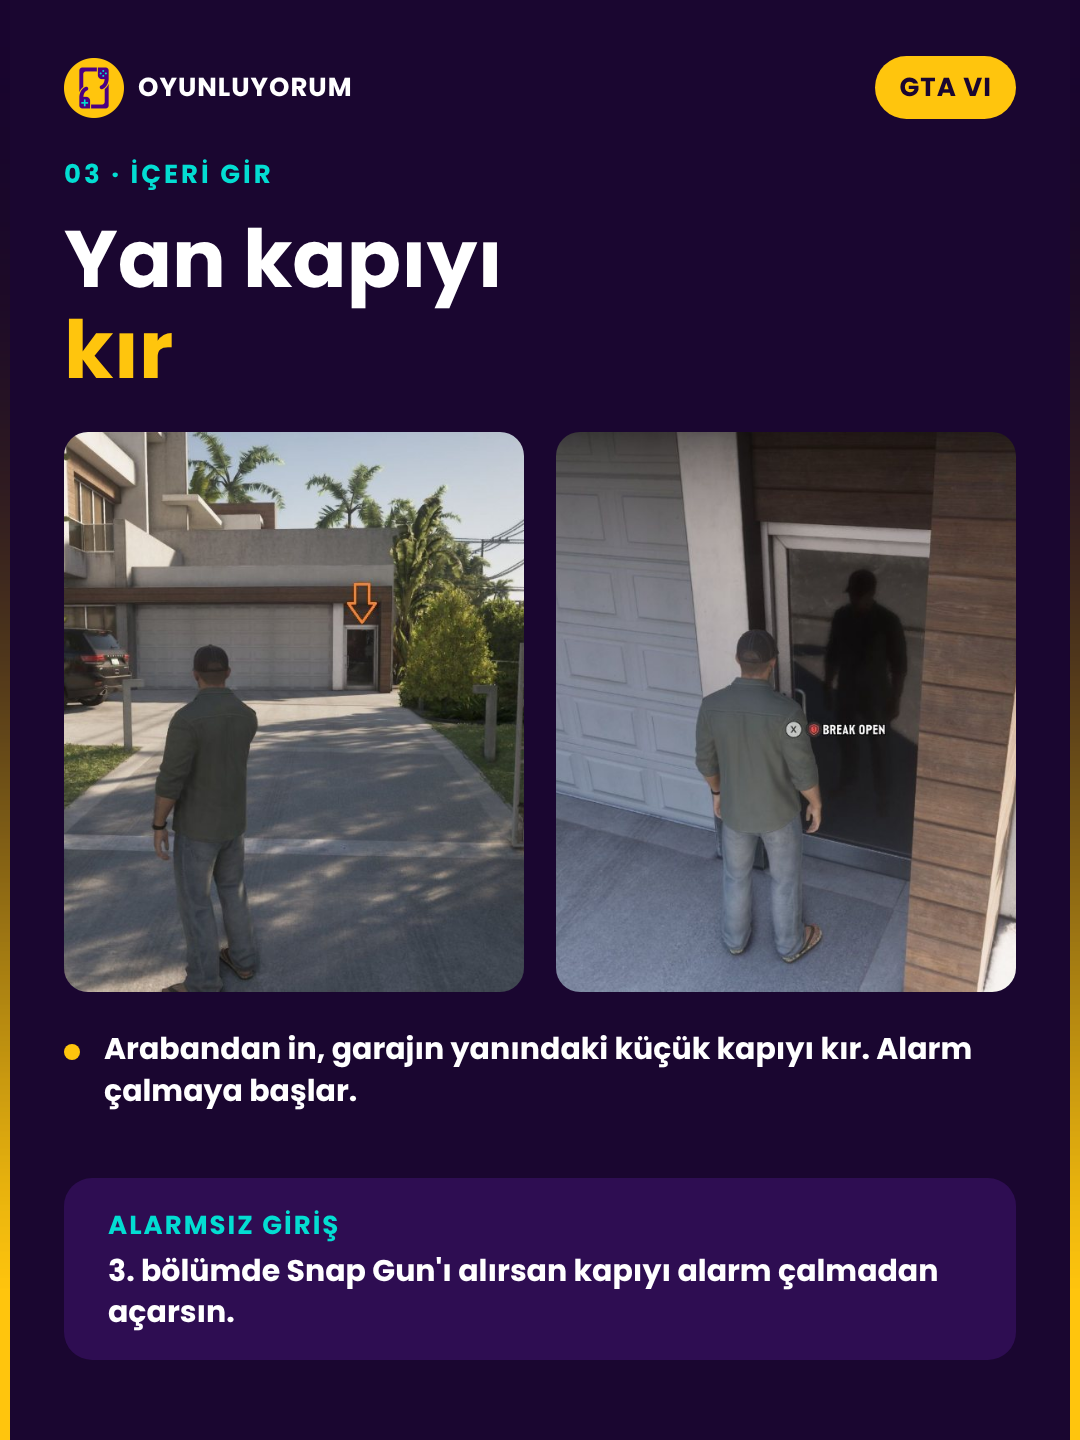 OYUNLUYORUM
GTA VI
03 · İÇERİ GİR
Yan kapıyı
kır
X BREAK OPEN
Arabandan in, garajın yanındaki küçük kapıyı kır. Alarm
çalmaya başlar.
ALARMSIZ GİRİŞ
3. bölümde Snap Gun'ı alırsan kapıyı alarm çalmadan
açarsın.